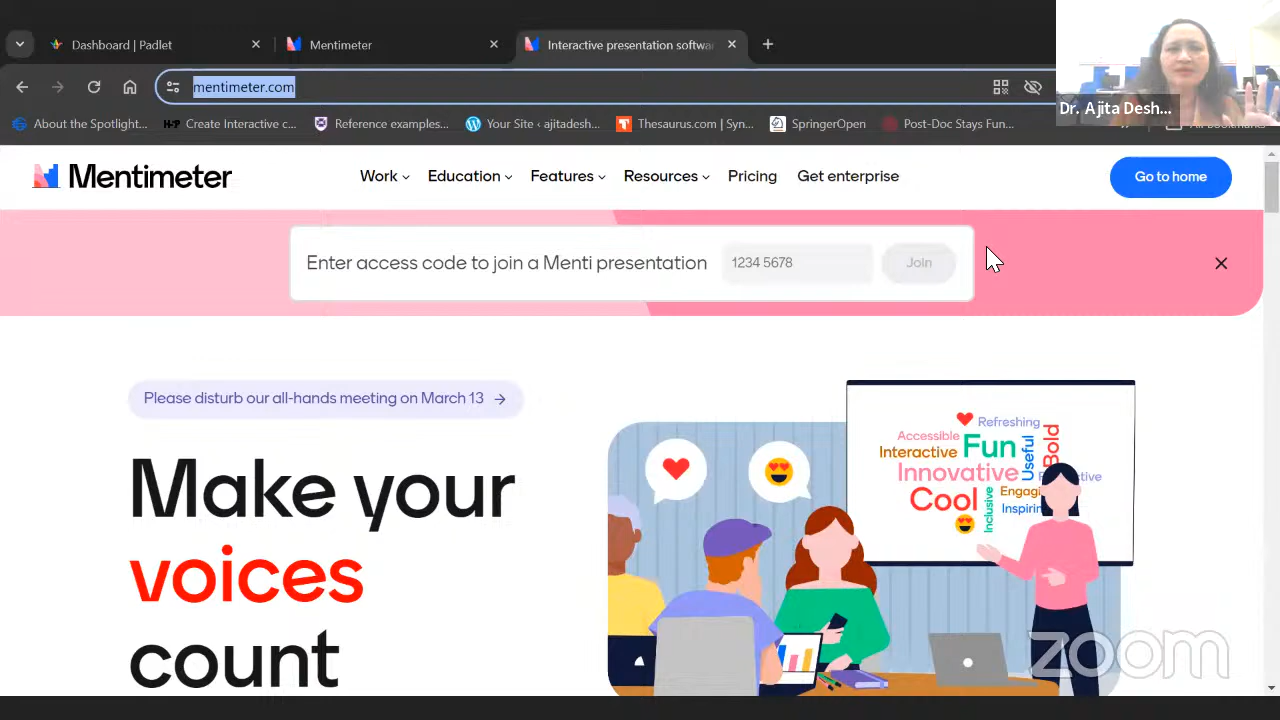 Dashboard | Padlet
Mentimeter
Interactive presentation softwa
mentimeter.com
Dr. Ajita Desh...
About the Spotlight...
Create Interactive c...
Reference examples...
Your Site ‹ ajitadesh...
Thesaurus.com | Syn...
SpringerOpen
Post-Doc Stays Fun...
Mentimeter
Work
Education
Features
Resources
Pricing
Get enterprise
Go to home
Enter access code to join a Menti presentation
1234 5678
Join
Please disturb our all-hands meeting on March 13 →
Make your
voices
count
Refreshing
Accessible
Interactive
Fun
Useful
Bold
Innovative
Cool
Inclusive
zoom